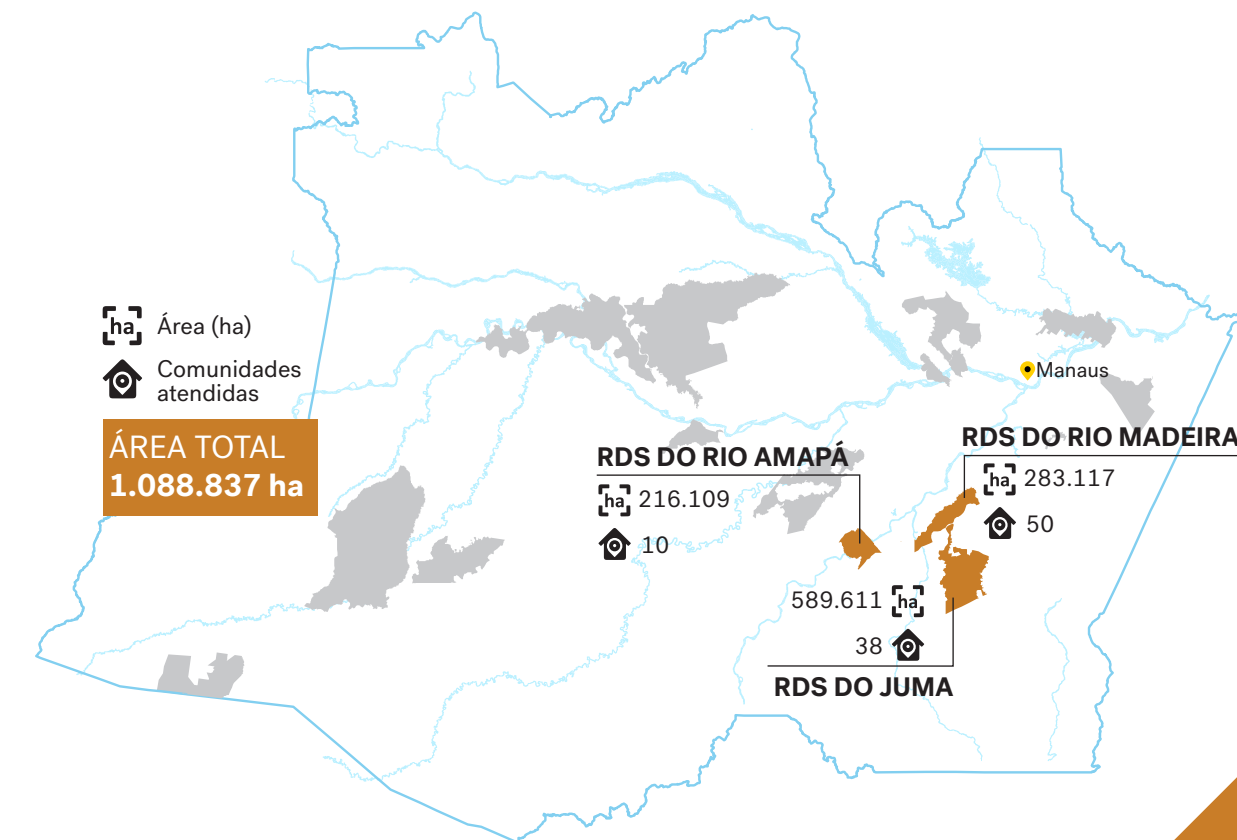 ha Área (ha)
Comunidades
atendidas
ÁREA TOTAL
1.088.837 ha
Manaus
RDS DO RIO AMAPÁ
ha 216.109
10
RDS DO RIO MADEIRA
ha 283.117
50
589.611 ha
38
RDS DO JUMA